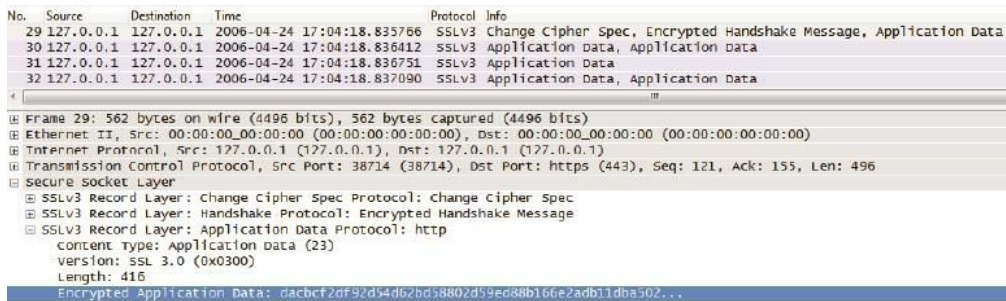 No. Source Destination Time Protocol Info
29 127.0.0.1 127.0.0.1 2006-04-24 17:04:18.835766 SSLv3 Change Cipher Spec, Encrypted Handshake Message, Application Data
30 127.0.0.1 127.0.0.1 2006-04-24 17:04:18.836412 SSLv3 Application Data, Application Data
31 127.0.0.1 127.0.0.1 2006-04-24 17:04:18.836751 SSLv3 Application Data
32 127.0.0.1 127.0.0.1 2006-04-24 17:04:18.837090 SSLv3 Application Data, Application Data
Frame 29: 562 bytes on wire (4496 bits), 562 bytes captured (4496 bits)
Ethernet II, Src: 00:00:00_00:00:00 (00:00:00:00:00:00), Dst: 00:00:00_00:00:00 (00:00:00:00:00:00)
Internet Protocol, Src: 127.0.0.1 (127.0.0.1), Dst: 127.0.0.1 (127.0.0.1)
Transmission Control Protocol, Src Port: 38714 (38714), Dst Port: https (443), Seq: 121, Ack: 155, Len: 496
Secure Socket Layer
SSLv3 Record Layer: Change Cipher Spec Protocol: Change Cipher Spec
SSLv3 Record Layer: Handshake Protocol: Encrypted Handshake Message
SSLv3 Record Layer: Application Data Protocol: http
Content Type: Application Data (23)
Version: SSL 3.0 (0x0300)
Length: 416
Encrypted Application Data: dacbcf2df92d54d62bd58802d59ed88b166e2adb11dba502...